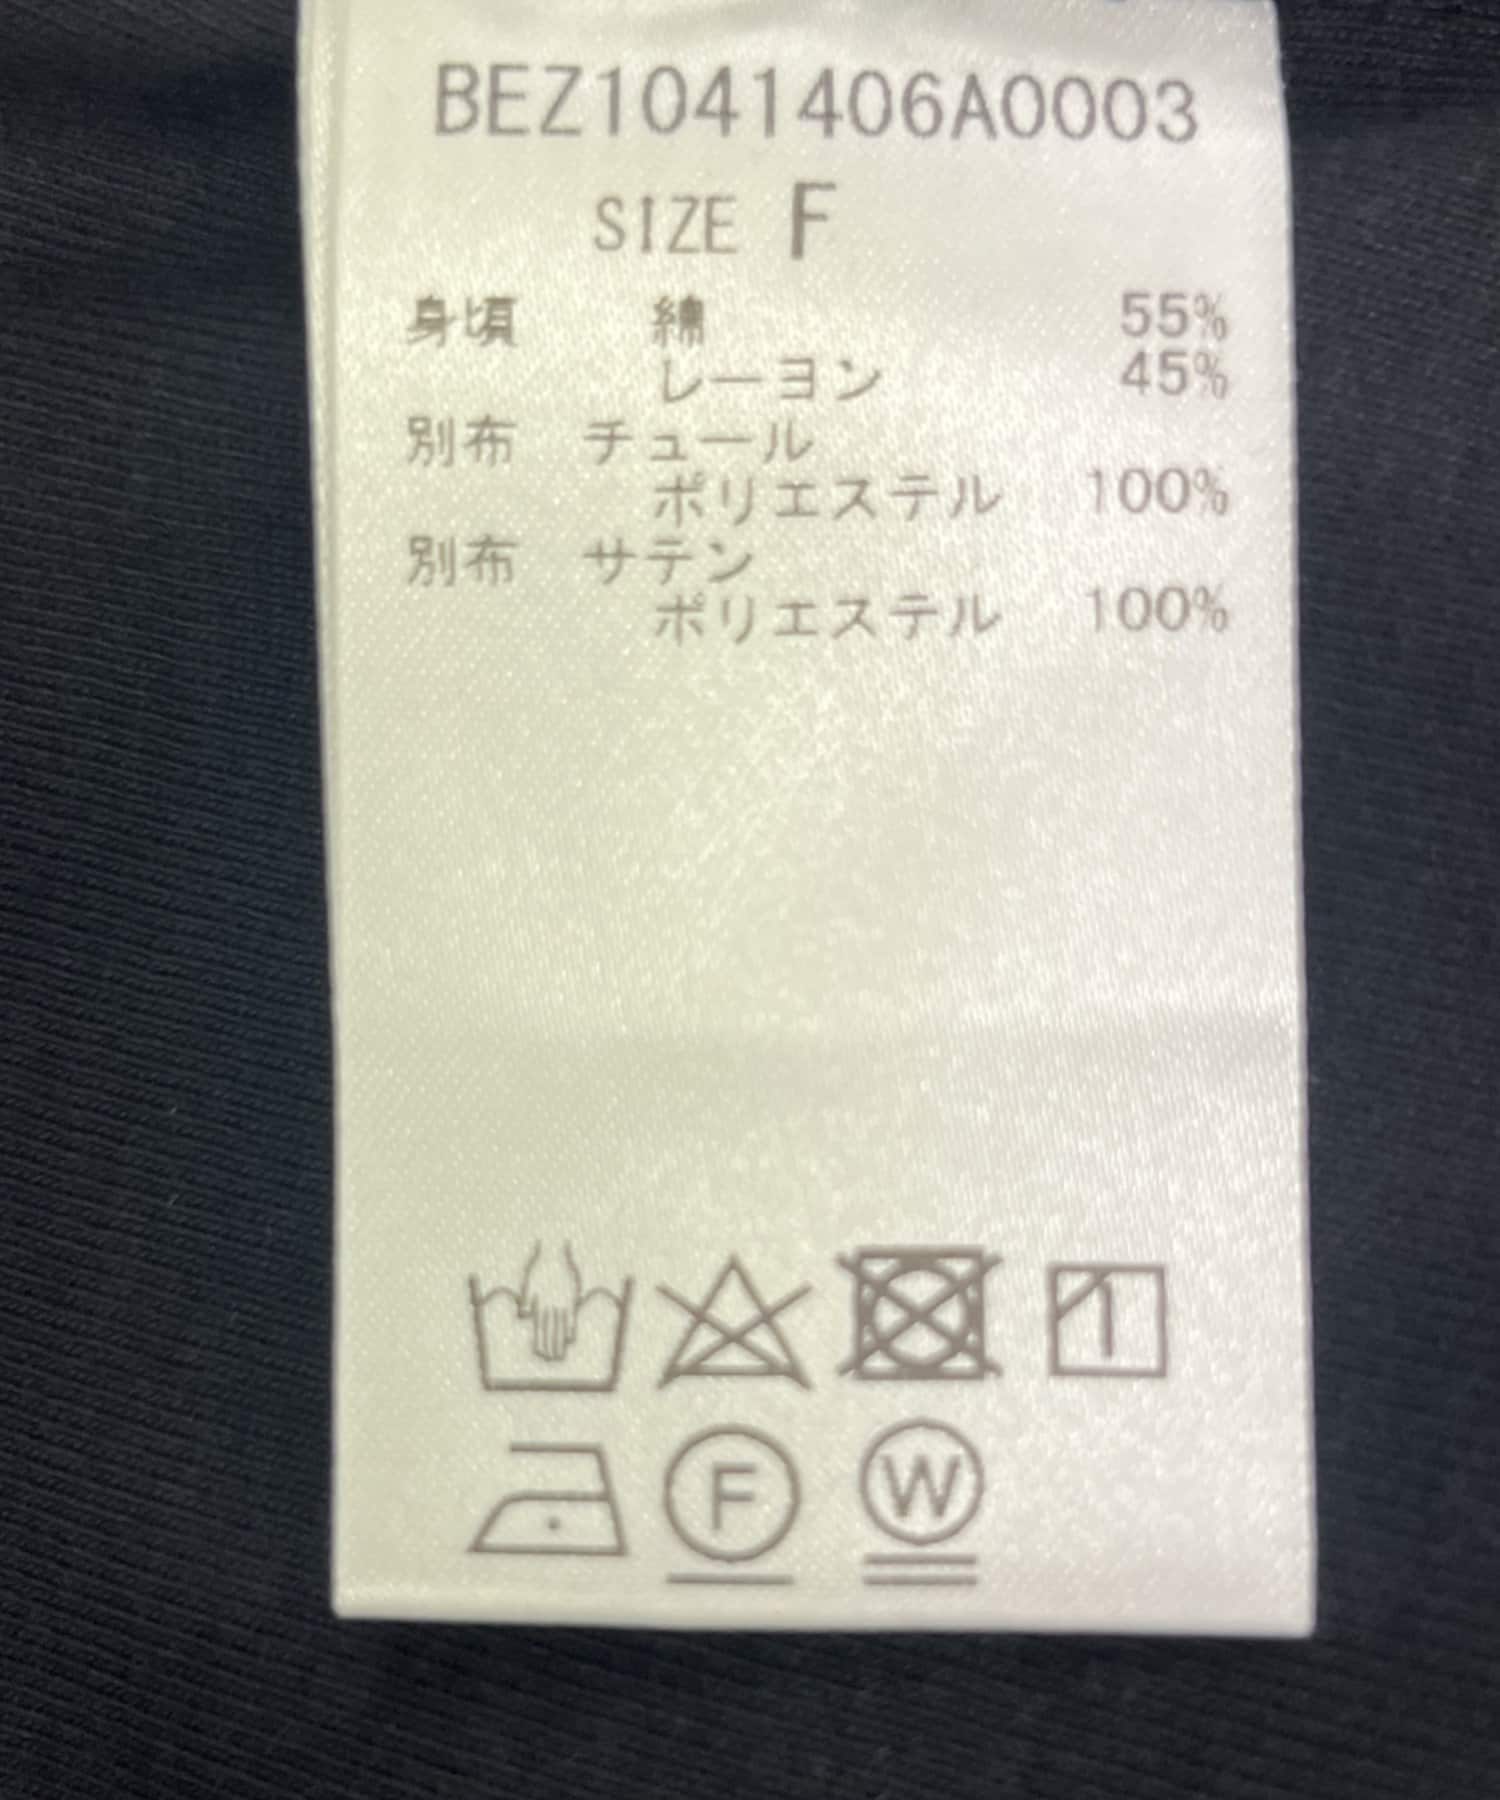 BEZ1041406A0003
SIZE F
身頃 綿 55%
レーヨン 45%
別布 チュール
ポリエステル 100%
別布 サテン
ポリエステル 100%
1
F W